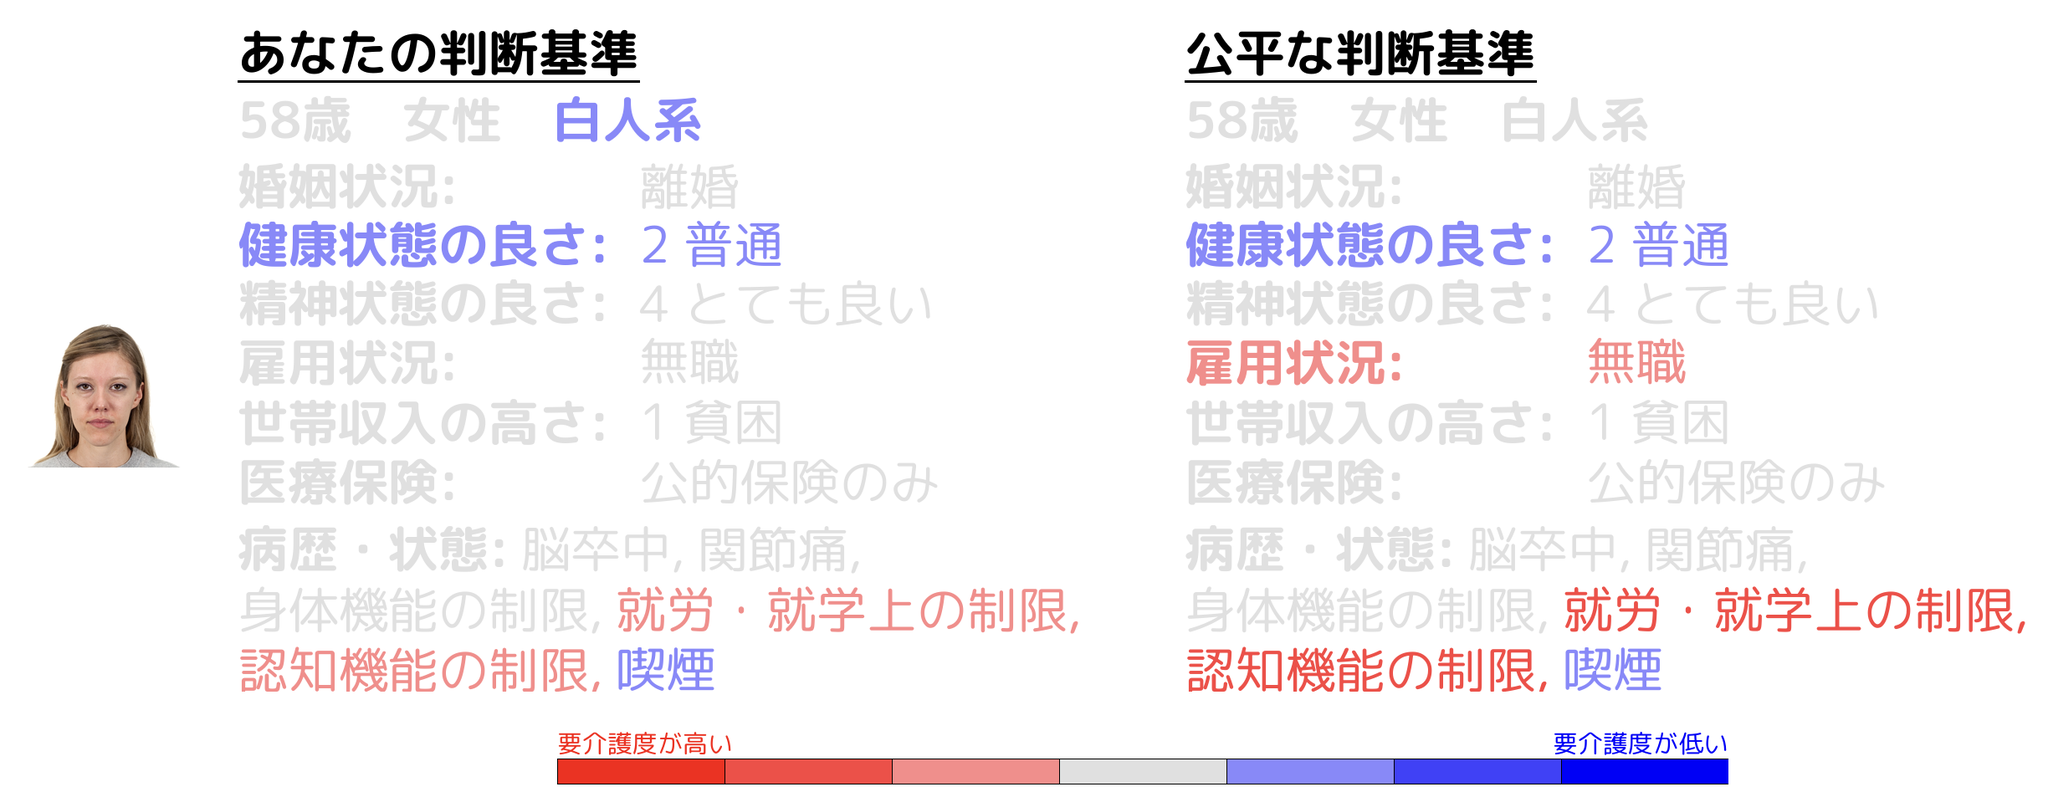 あなたの判断基準
58歳 女性 白人系
婚姻状況: 離婚
健康状態の良さ: 2 普通
精神状態の良さ: 4 とても良い
雇用状況: 無職
世帯収入の高さ: 1 貧困
医療保険: 公的保険のみ
病歴・状態: 脳卒中, 関節痛,
身体機能の制限, 就労・就学上の制限,
認知機能の制限, 喫煙
公平な判断基準
58歳 女性 白人系
婚姻状況: 離婚
健康状態の良さ: 2 普通
精神状態の良さ: 4 とても良い
雇用状況: 無職
世帯収入の高さ: 1 貧困
医療保険: 公的保険のみ
病歴・状態: 脳卒中, 関節痛,
身体機能の制限, 就労・就学上の制限,
認知機能の制限, 喫煙
要介護度が高い
要介護度が低い